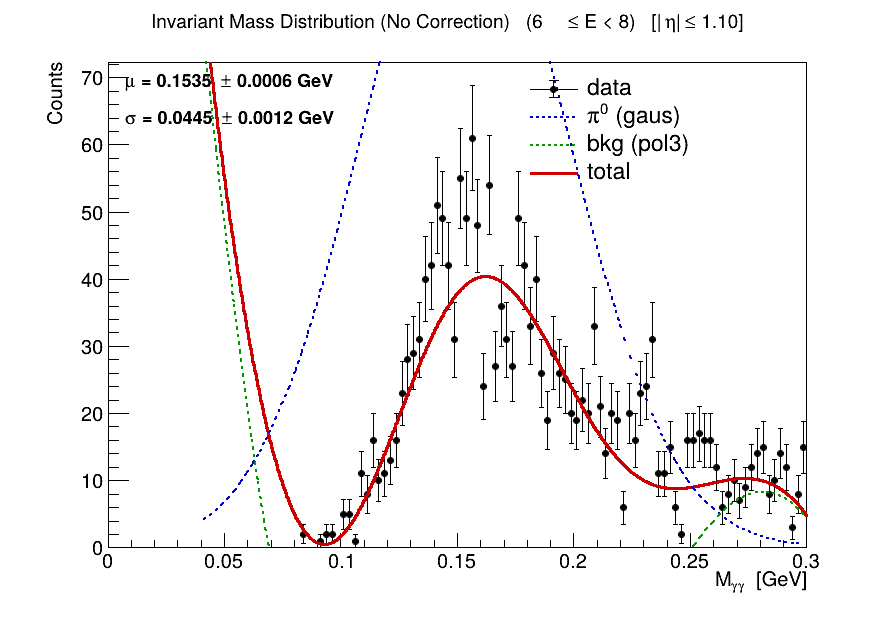 Invariant Mass Distribution (No Correction) (6 ≤ E < 8) [|η| ≤ 1.10]
μ = 0.1535 ± 0.0006 GeV
σ = 0.0445 ± 0.0012 GeV
data
π⁰ (gaus)
bkg (pol3)
total
Counts
70
60
50
40
30
20
10
0
0 0.05 0.1 0.15 0.2 0.25 0.3
Mγγ [GeV]